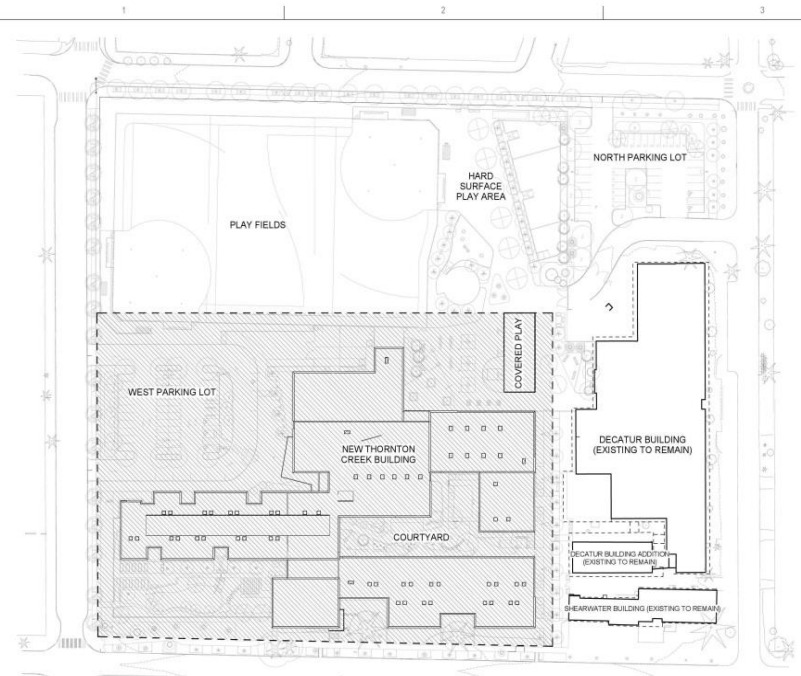 1
2
3
NORTH PARKING LOT
HARD
SURFACE
PLAY AREA
PLAY FIELDS
COVERED PLAY
WEST PARKING LOT
NEW THORNTON
CREEK BUILDING
DECATUR BUILDING
(EXISTING TO REMAIN)
COURTYARD
DECATUR BUILDING ADDITION
(EXISTING TO REMAIN)
SHEARWATER BUILDING (EXISTING TO REMAIN)